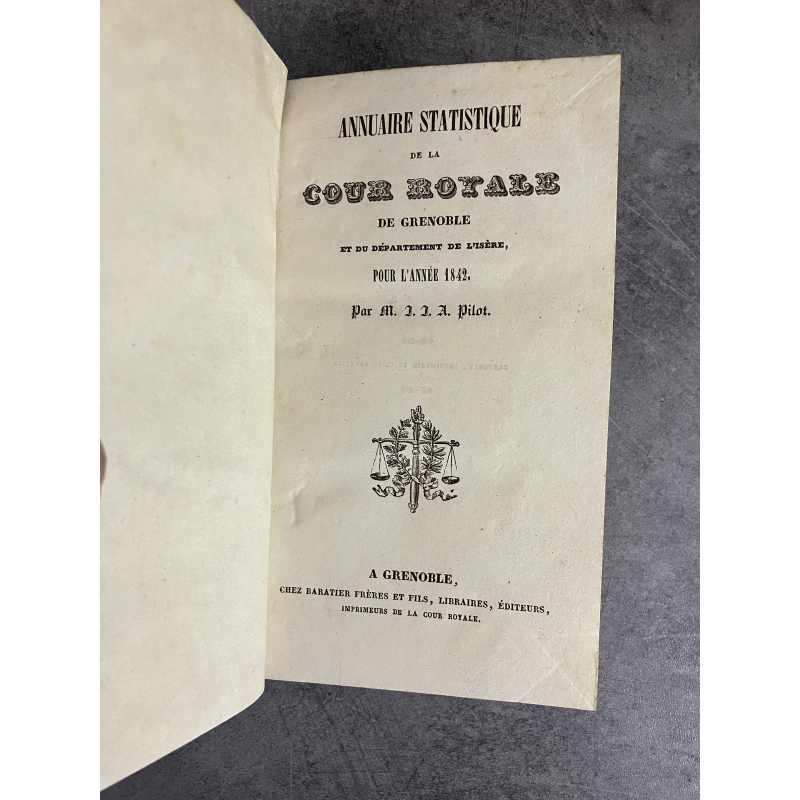 ANNUAIRE STATISTIQUE
DE LA
COUR ROYALE
DE GRENOBLE
ET DU DÉPARTEMENT DE L'ISÈRE,
POUR L'ANNÉE 1842.
Par M. J. J. A. Pilot.
A GRENOBLE,
CHEZ BARATIER FRÈRES ET FILS, LIBRAIRES, ÉDITEURS,
IMPRIMEURS DE LA COUR ROYALE.